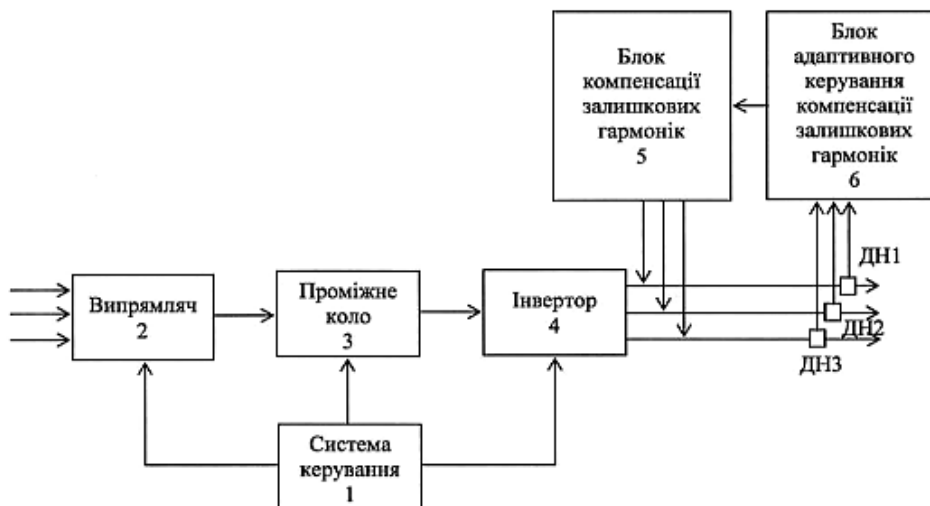 Блок
компенсації
залишкових
гармонік
5
Блок
адаптивного
керування
компенсації
залишкових
гармонік
6
ДН1
ДН2
ДН3
Випрямляч
2
Проміжне
коло
3
Інвертор
4
Система
керування
1